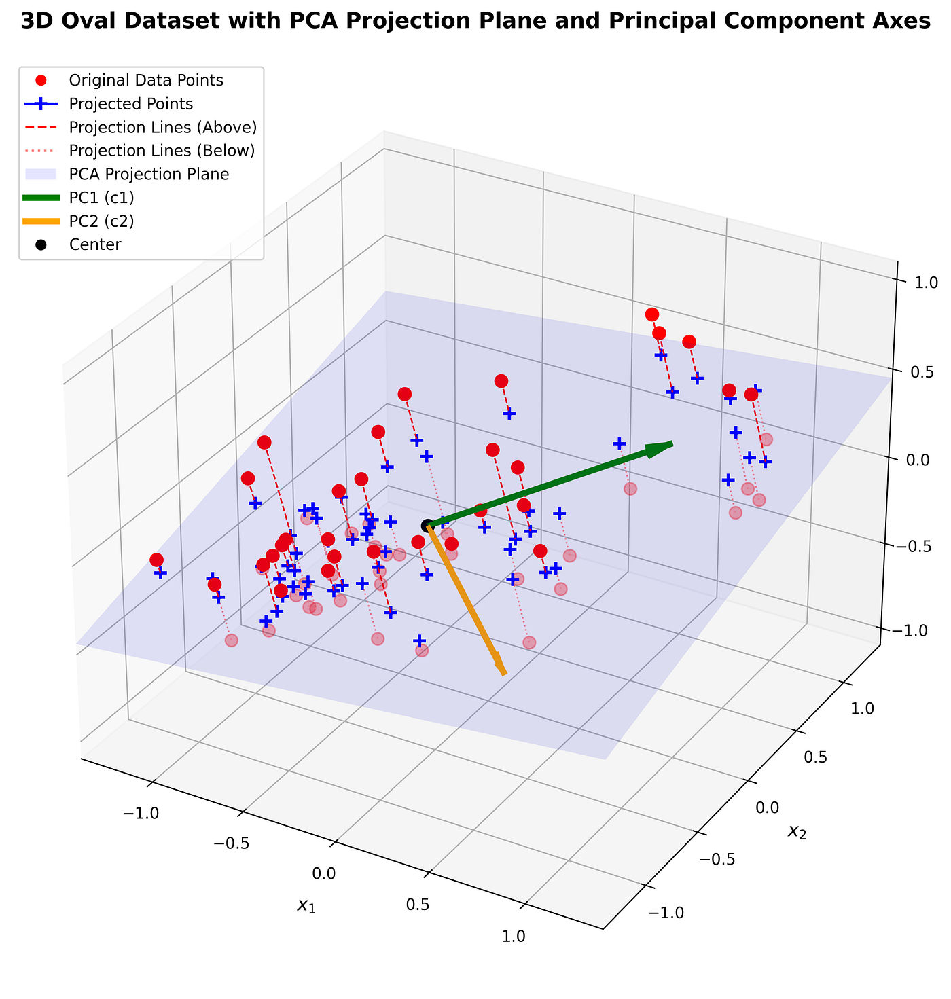 3D Oval Dataset with PCA Projection Plane and Principal Component Axes
Original Data Points
Projected Points
Projection Lines (Above)
Projection Lines (Below)
PCA Projection Plane
PC1 (c1)
PC2 (c2)
Center
1.0
0.5
0.0
−0.5
−1.0
1.0
0.5
0.0
−0.5
−1.0
x₂
−1.0
−0.5
0.0
0.5
1.0
x₁